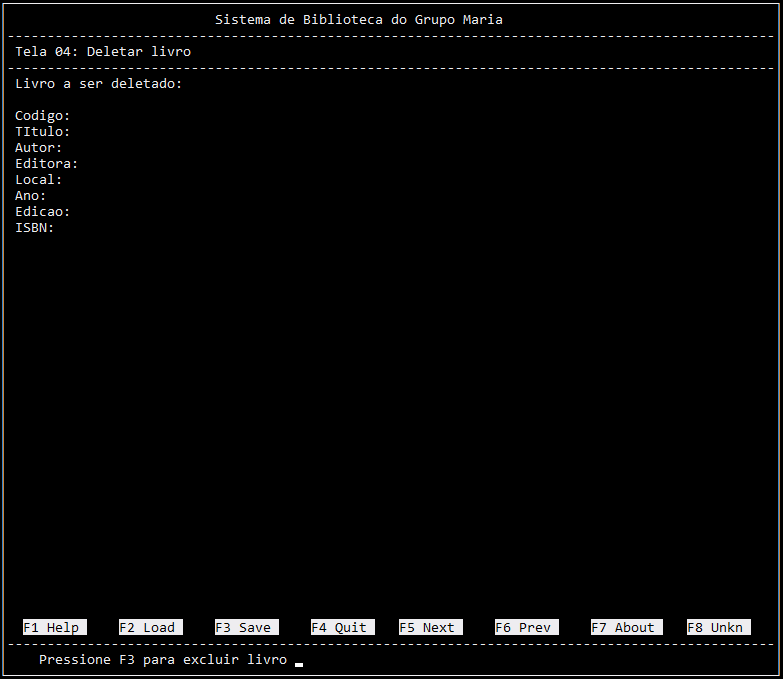 Sistema de Biblioteca do Grupo Maria
Tela 04: Deletar livro
Livro a ser deletado:
Codigo:
TItulo:
Autor:
Editora:
Local:
Ano:
Edicao:
ISBN:
F1 Help F2 Load F3 Save F4 Quit F5 Next F6 Prev F7 About F8 Unkn
Pressione F3 para excluir livro _